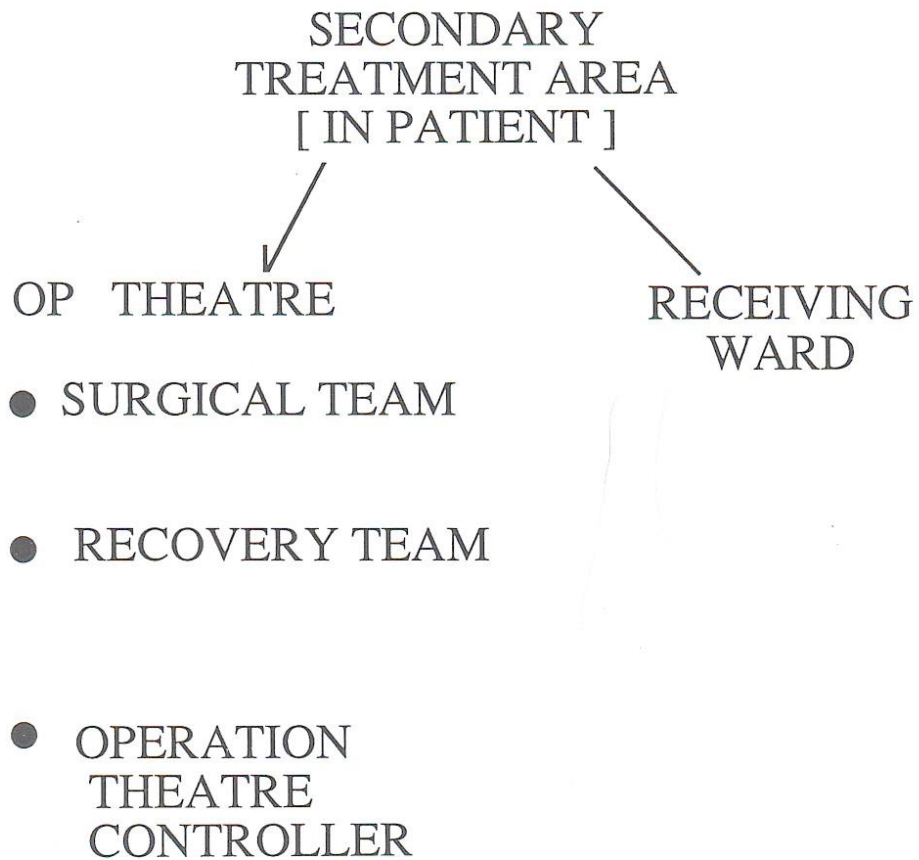 SECONDARY
TREATMENT AREA
[ IN PATIENT ]
OP THEATRE
RECEIVING
WARD
● SURGICAL TEAM
● RECOVERY TEAM
● OPERATION
THEATRE
CONTROLLER